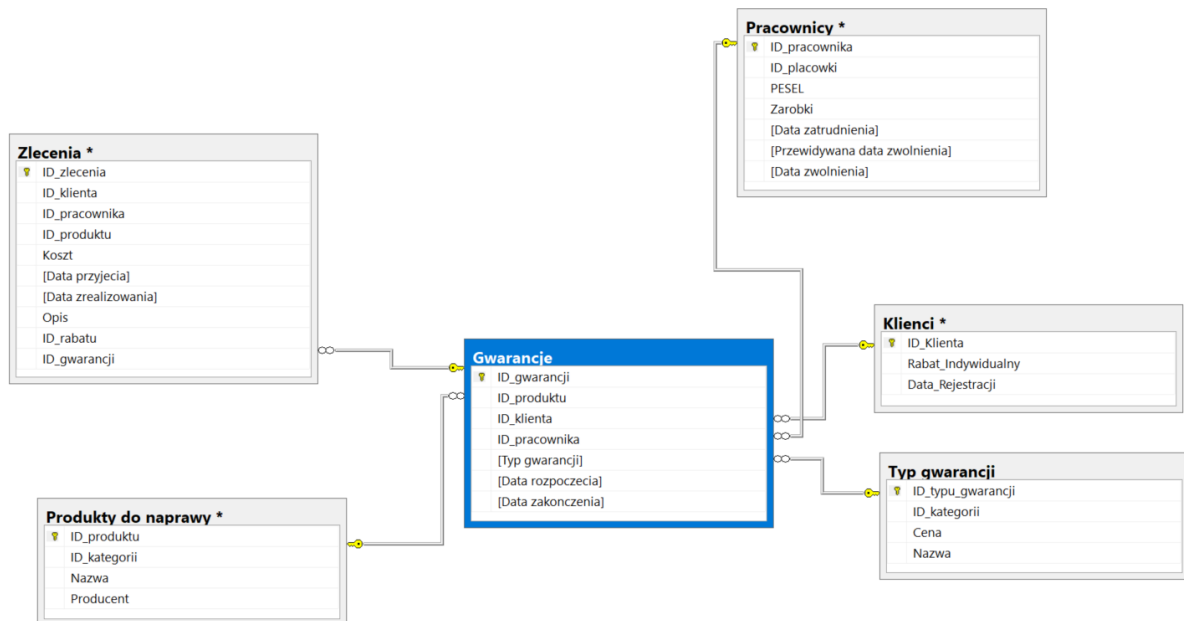 Pracownicy *
ID_pracownika
ID_placowki
PESEL
Zarobki
[Data zatrudnienia]
[Przewidywana data zwolnienia]
[Data zwolnienia]
Zlecenia *
ID_zlecenia
ID_klienta
ID_pracownika
ID_produktu
Koszt
[Data przyjecia]
[Data zrealizowania]
Opis
ID_rabatu
ID_gwarancji
Klienci *
ID_Klienta
Rabat_Indywidualny
Data_Rejestracji
Gwarancje
ID_gwarancji
ID_produktu
ID_klienta
ID_pracownika
[Typ gwarancji]
[Data rozpoczecia]
[Data zakonczenia]
Typ gwarancji
ID_typu_gwarancji
ID_kategorii
Cena
Nazwa
Produkty do naprawy *
ID_produktu
ID_kategorii
Nazwa
Producent